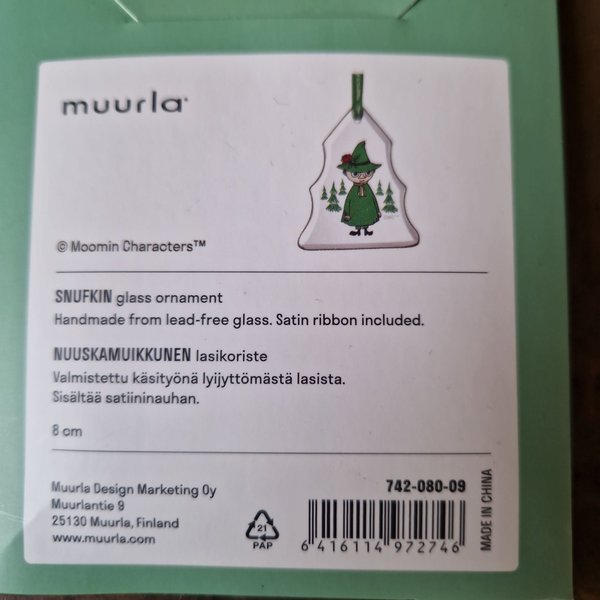 muurla
© Moomin Characters™
SNUFKIN glass ornament
Handmade from lead-free glass. Satin ribbon included.
NUUSKAMUIKKUNEN lasikoriste
Valmistettu käsityönä lyijyttömästä lasista.
Sisältää satiininauhan.
8 cm
Muurla Design Marketing Oy
Muurlantie 9
25130 Muurla, Finland
www.muurla.com
21
PAP
742-080-09
6 416114 972746
MADE IN CHINA